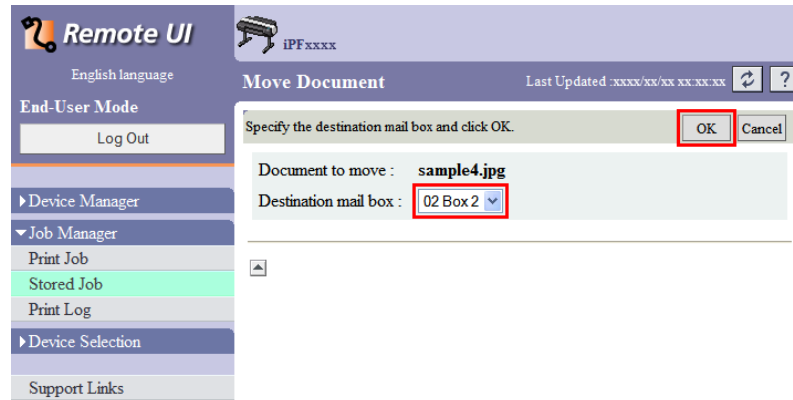 Remote UI
English language
End-User Mode
Log Out
▶Device Manager
▼Job Manager
Print Job
Stored Job
Print Log
▶Device Selection
Support Links
iPFxxxx
Move Document
Last Updated :xxxx/xx/xx xx:xx:xx
?
Specify the destination mail box and click OK.
OK Cancel
Document to move : sample4.jpg
Destination mail box : 02 Box 2